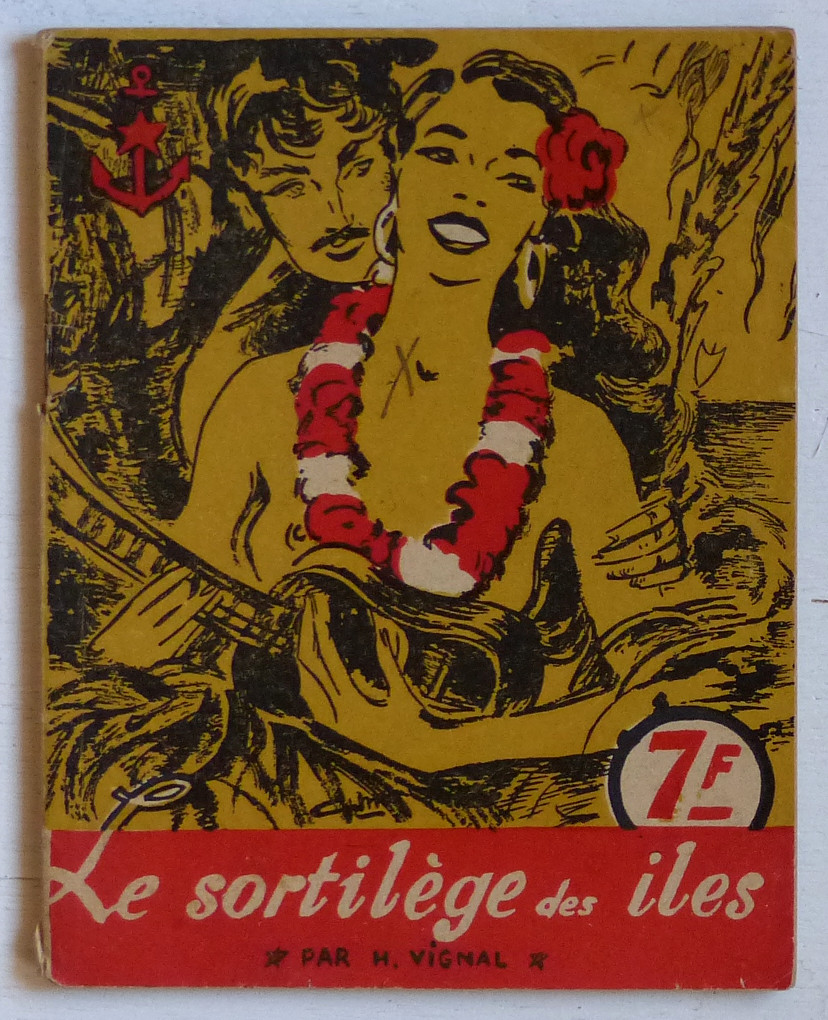 7F
Le sortilège des iles
PAR H. ViGNAL